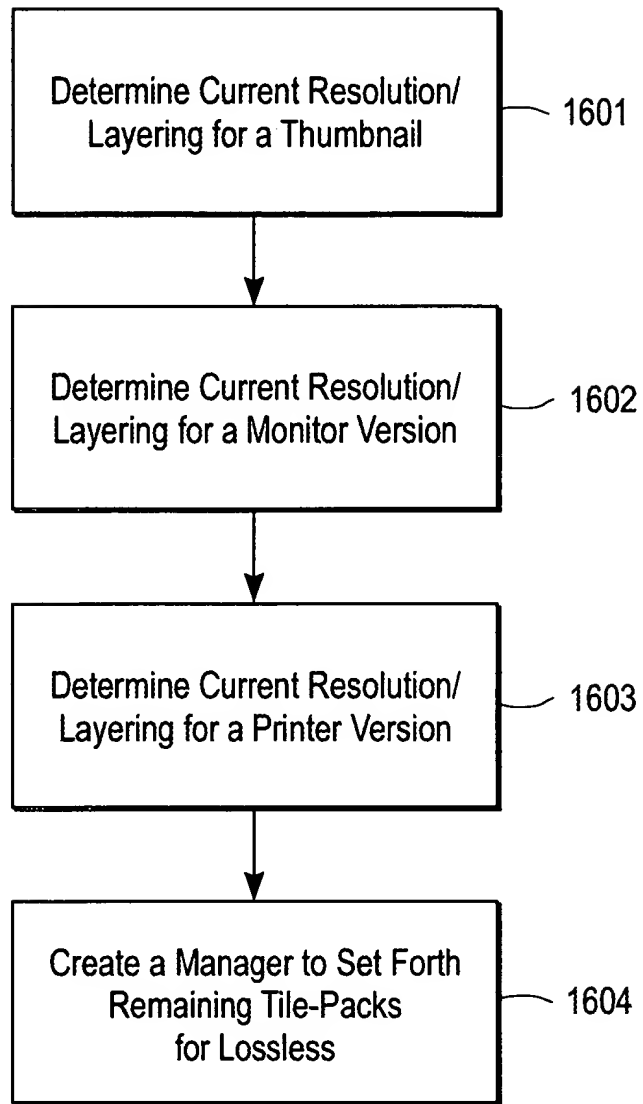 Determine Current Resolution/
Layering for a Thumbnail
1601
Determine Current Resolution/
Layering for a Monitor Version
1602
Determine Current Resolution/
Layering for a Printer Version
1603
Create a Manager to Set Forth
Remaining Tile-Packs
for Lossless
1604